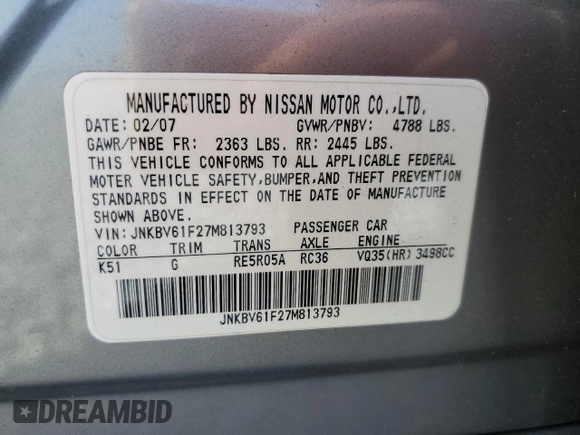 MANUFACTURED BY NISSAN MOTOR CO.,LTD.
DATE: 02/07 GVWR/PNBV: 4788 LBS.
GAWR/PNBE FR: 2363 LBS. RR: 2445 LBS.
THIS VEHICLE CONFORMS TO ALL APPLICABLE FEDERAL
MOTER VEHICLE SAFETY,BUMPER,AND THEFT PREVENTION
STANDARDS IN EFFECT ON THE DATE OF MANUFACTURE
SHOWN ABOVE.
VIN: JNKBV61F27M813793 PASSENGER CAR
COLOR TRIM TRANS AXLE ENGINE
K51 G RE5R05A RC36 VQ35(HR) 3498CC
JNKBV61F27M813793
DREAMBID